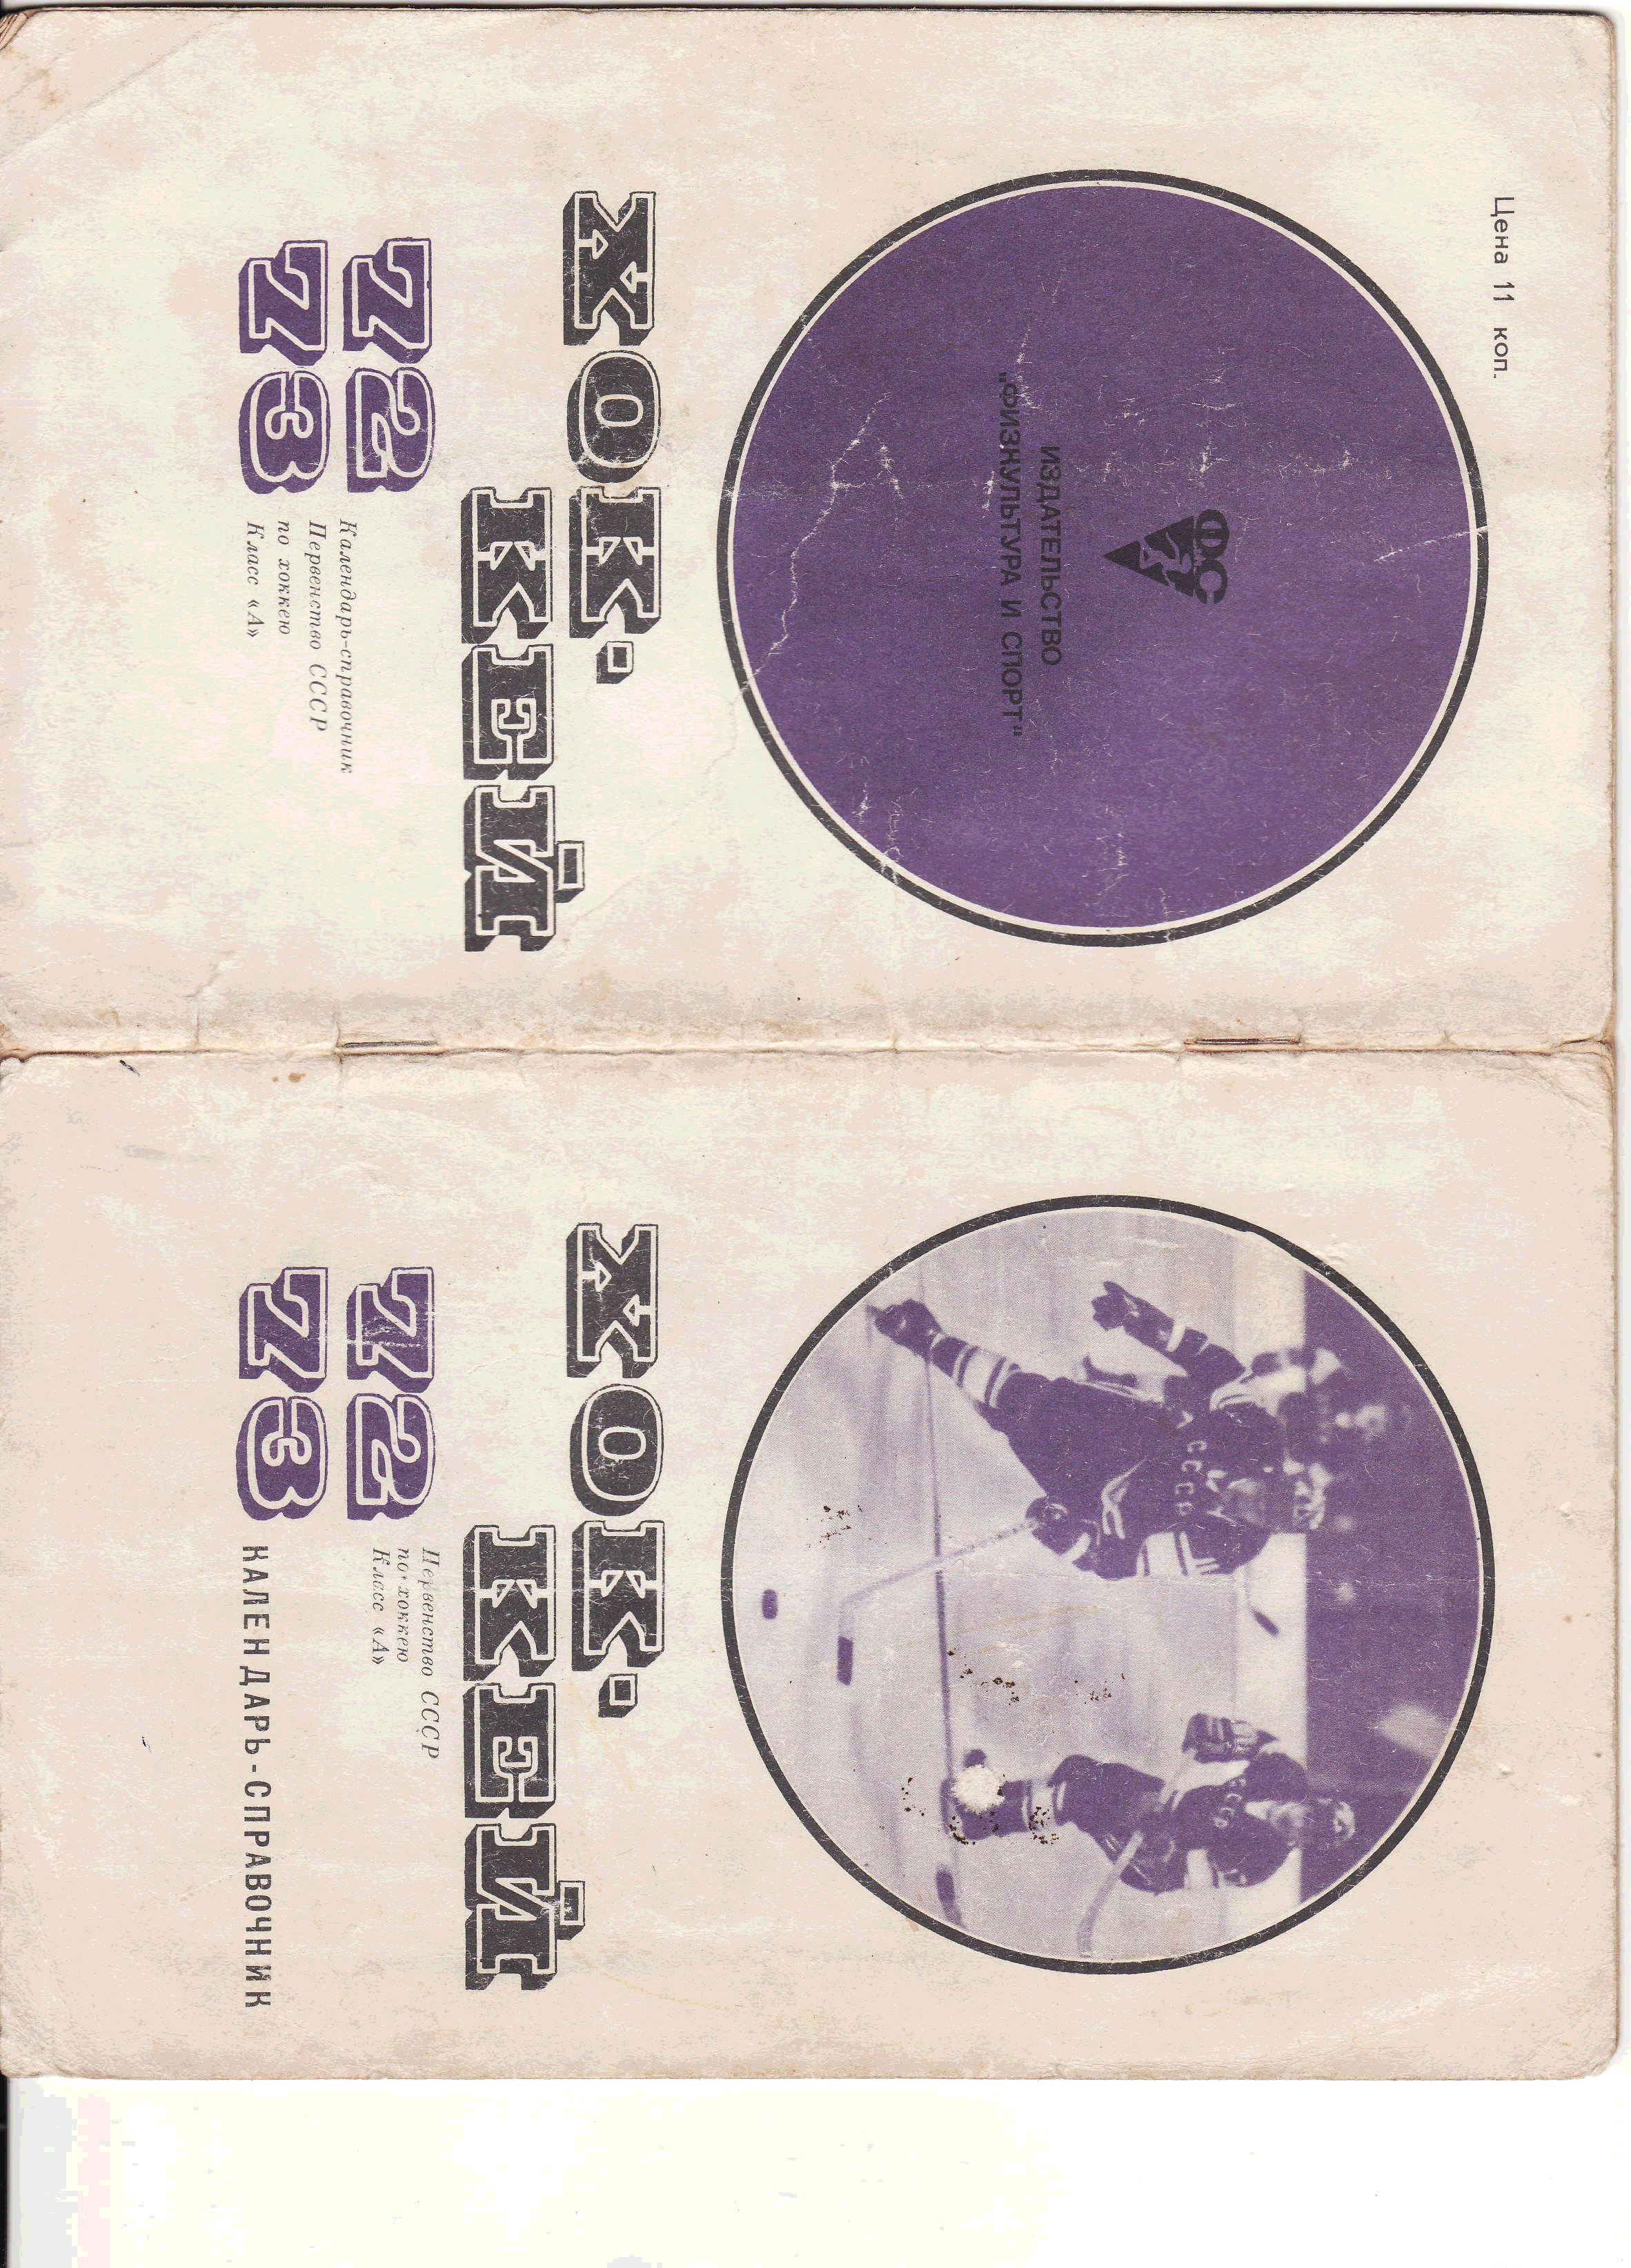 Цена 11 коп.
ФиС
ИЗДАТЕЛЬСТВО
"ФИЗКУЛЬТУРА И СПОРТ"
ХОК-
КЕЙ
72
73
Календарь-справочник
Первенство СССР
по хоккею
Класс «А»
СССР
СССР
ХОК-
КЕЙ
72
73
Первенство СССР
по хоккею
Класс «А»
КАЛЕНДАРЬ-СПРАВОЧНИК